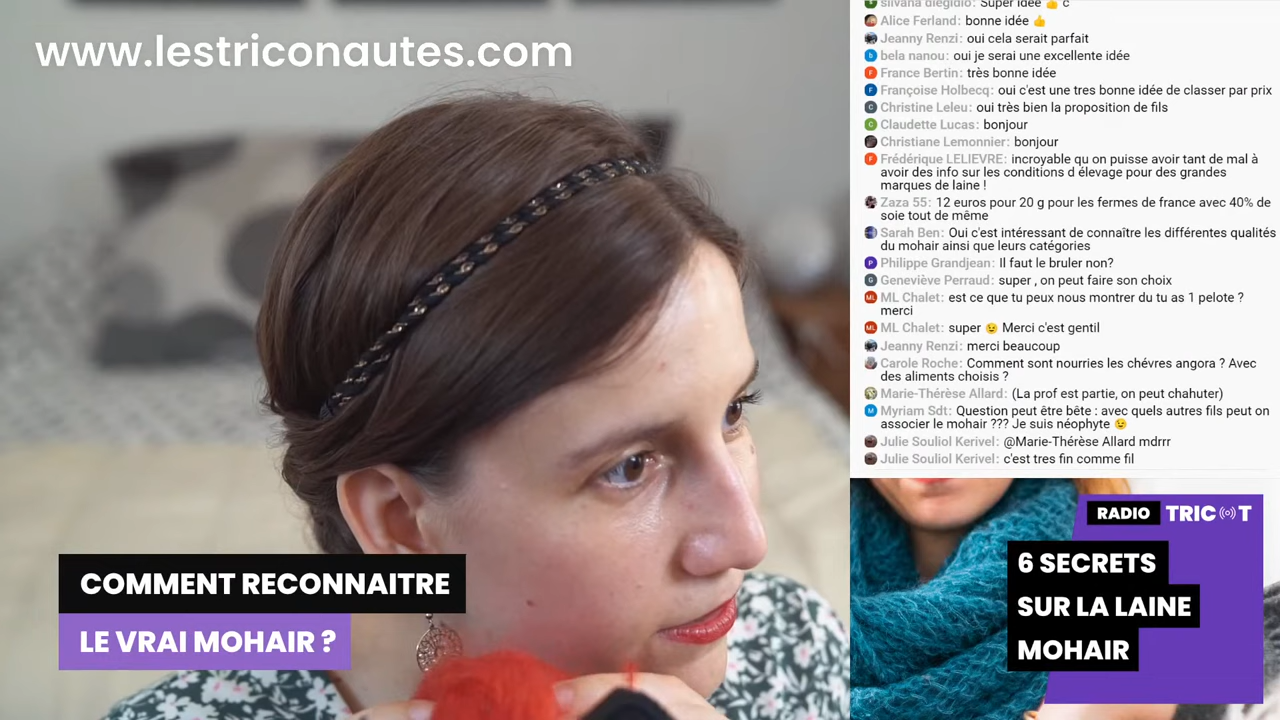 www.lestriconautes.com
COMMENT RECONNAITRE
LE VRAI MOHAIR ?
silvana diegidio: Super idée 👍 c
Alice Ferland: bonne idée 👍
Jeanny Renzi: oui cela serait parfait
bela nanou: oui je serai une excellente idée
France Bertin: très bonne idée
Françoise Holbecq: oui c'est une tres bonne idée de classer par prix
Christine Leleu: oui très bien la proposition de fils
Claudette Lucas: bonjour
Christiane Lemonnier: bonjour
Frédérique LELIEVRE: incroyable qu on puisse avoir tant de mal à
avoir des info sur les conditions d élevage pour des grandes
marques de laine !
Zaza 55: 12 euros pour 20 g pour les fermes de france avec 40% de
soie tout de même
Sarah Ben: Oui c'est intéressant de connaître les différentes qualités
du mohair ainsi que leurs catégories
Philippe Grandjean: Il faut le bruler non?
Geneviève Perraud: super , on peut faire son choix
ML Chalet: est ce que tu peux nous montrer du tu as 1 pelote ?
merci
ML Chalet: super 😉 Merci c'est gentil
Jeanny Renzi: merci beaucoup
Carole Roche: Comment sont nourries les chévres angora ? Avec
des aliments choisis ?
Marie-Thérèse Allard: (La prof est partie, on peut chahuter)
Myriam Sdt: Question peut être bête : avec quels autres fils peut on
associer le mohair ??? Je suis néophyte 😉
Julie Souliol Kerivel: @Marie-Thérèse Allard mdrrr
Julie Souliol Kerivel: c'est tres fin comme fil
RADIO TRICOT
6 SECRETS
SUR LA LAINE
MOHAIR